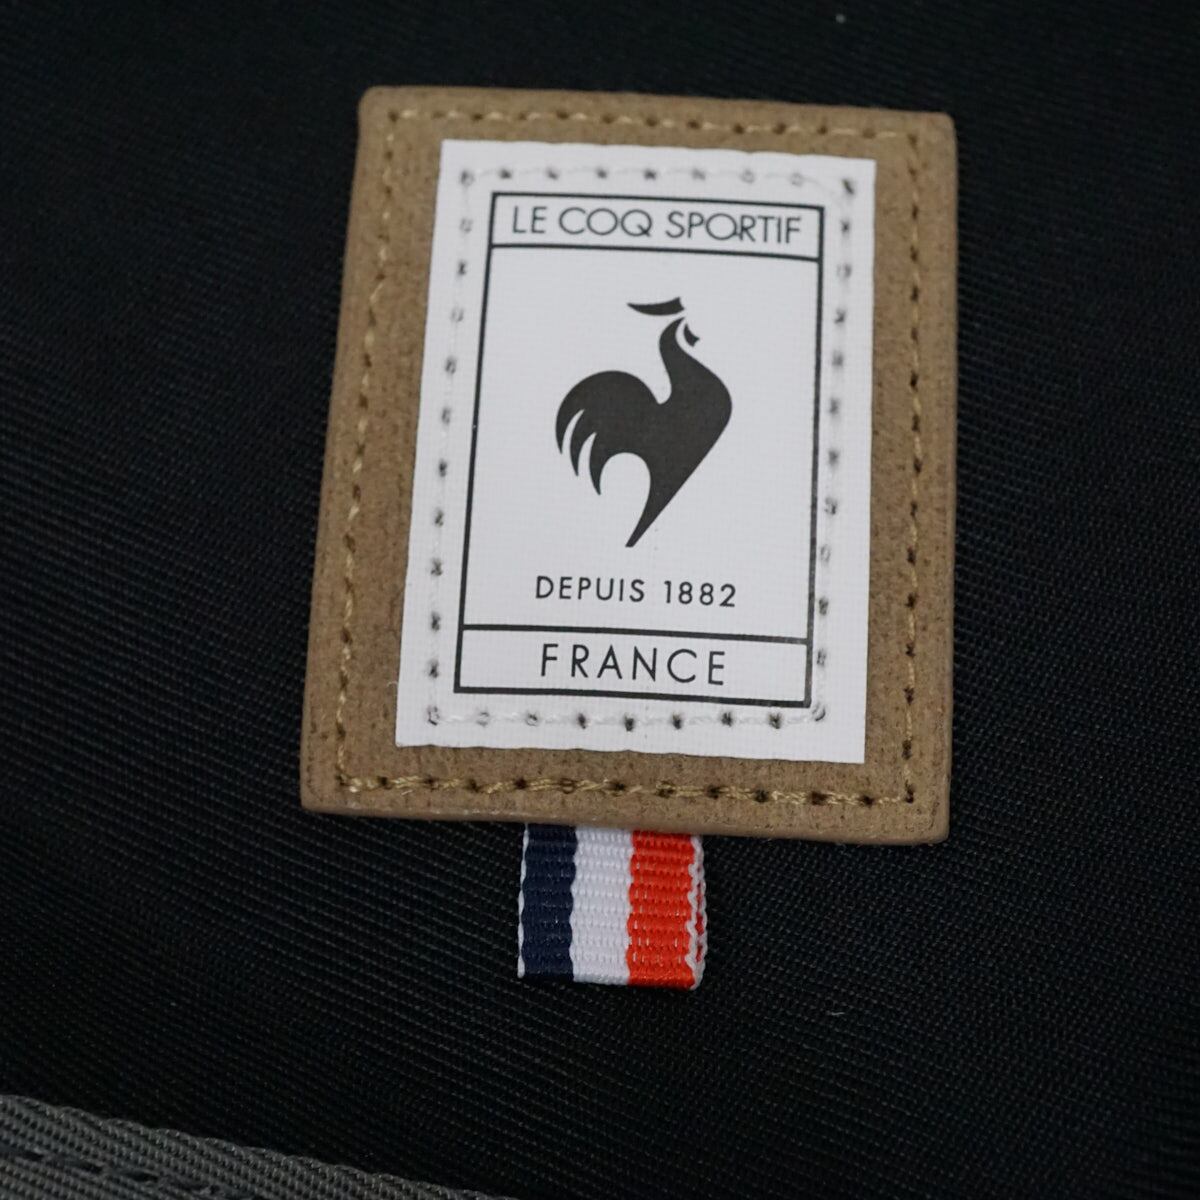 LE COQ SPORTIF
DEPUIS 1882
FRANCE